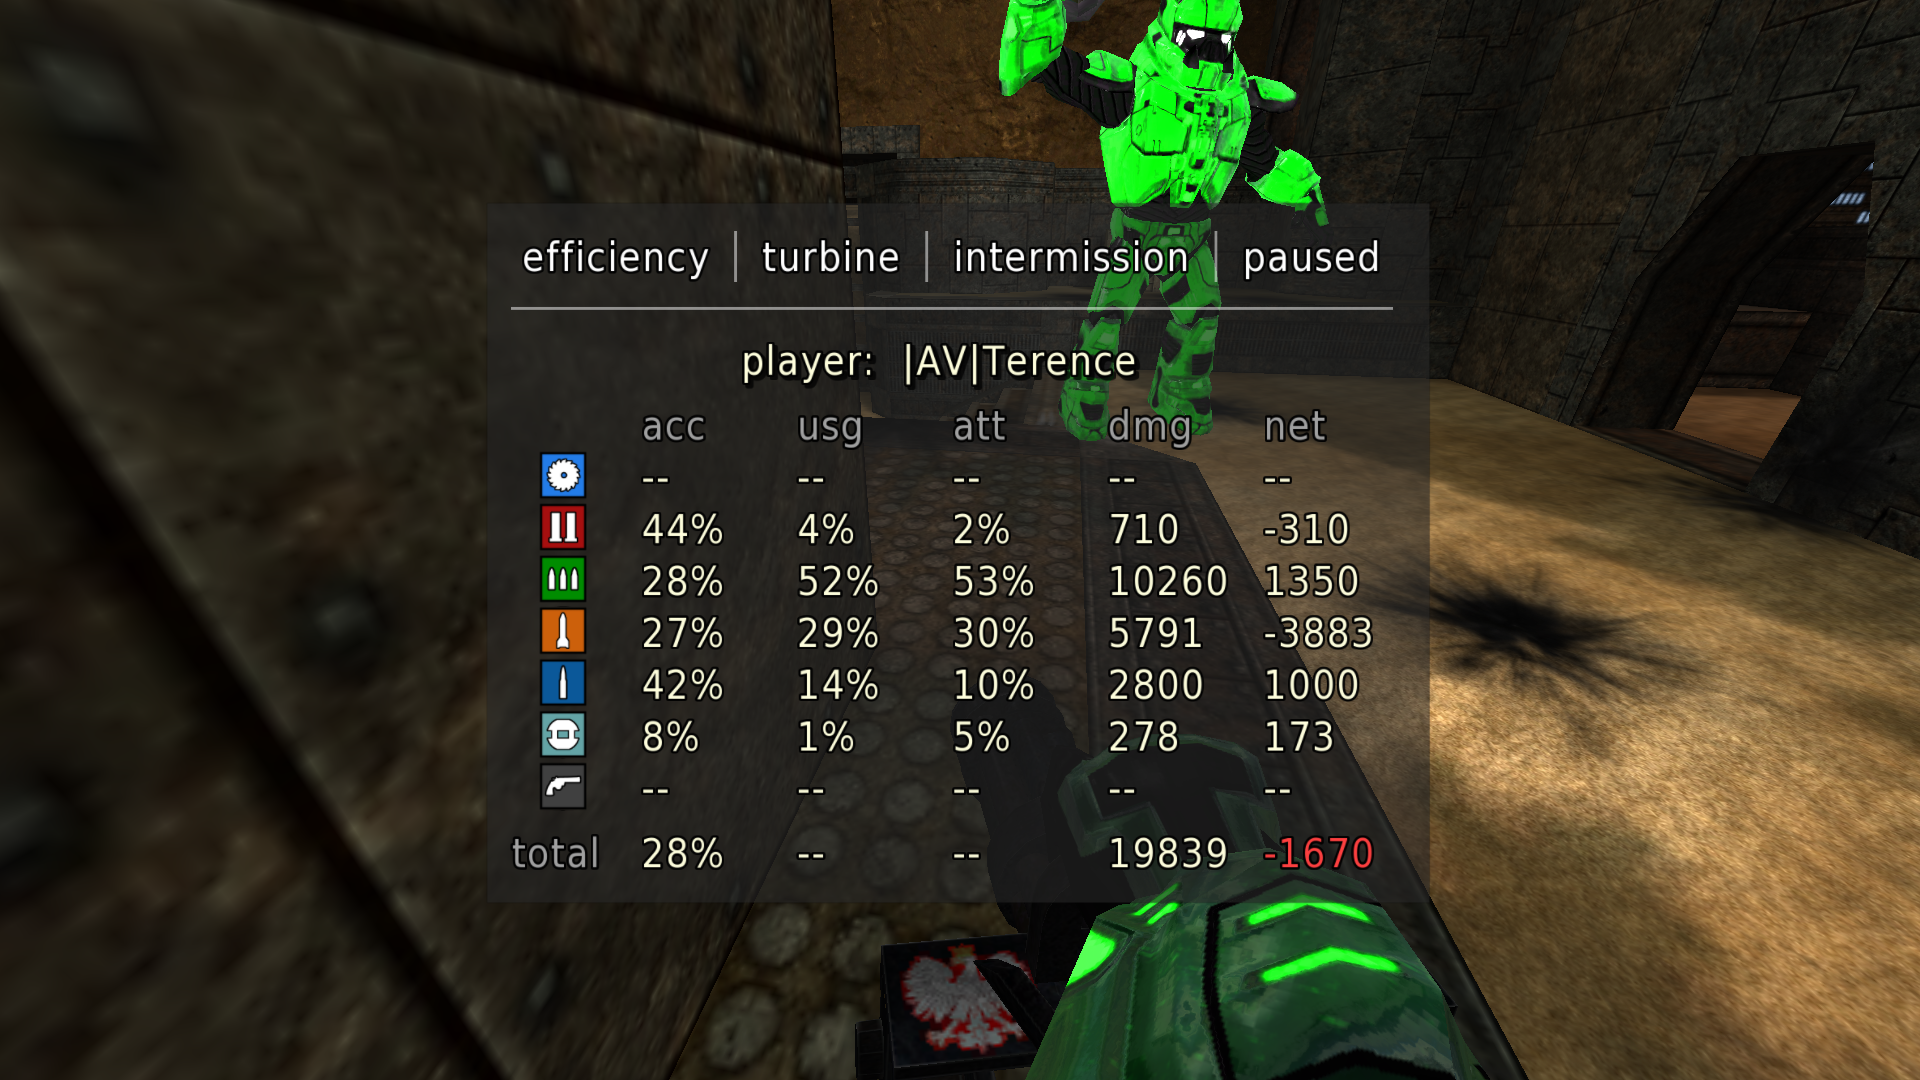 efficiency | turbine | intermission | paused
player: |AV|Terence
acc usg att dmg net
-- -- -- -- --
44% 4% 2% 710 -310
28% 52% 53% 10260 1350
27% 29% 30% 5791 -3883
42% 14% 10% 2800 1000
8% 1% 5% 278 173
-- -- -- -- --
total 28% -- -- 19839 -1670